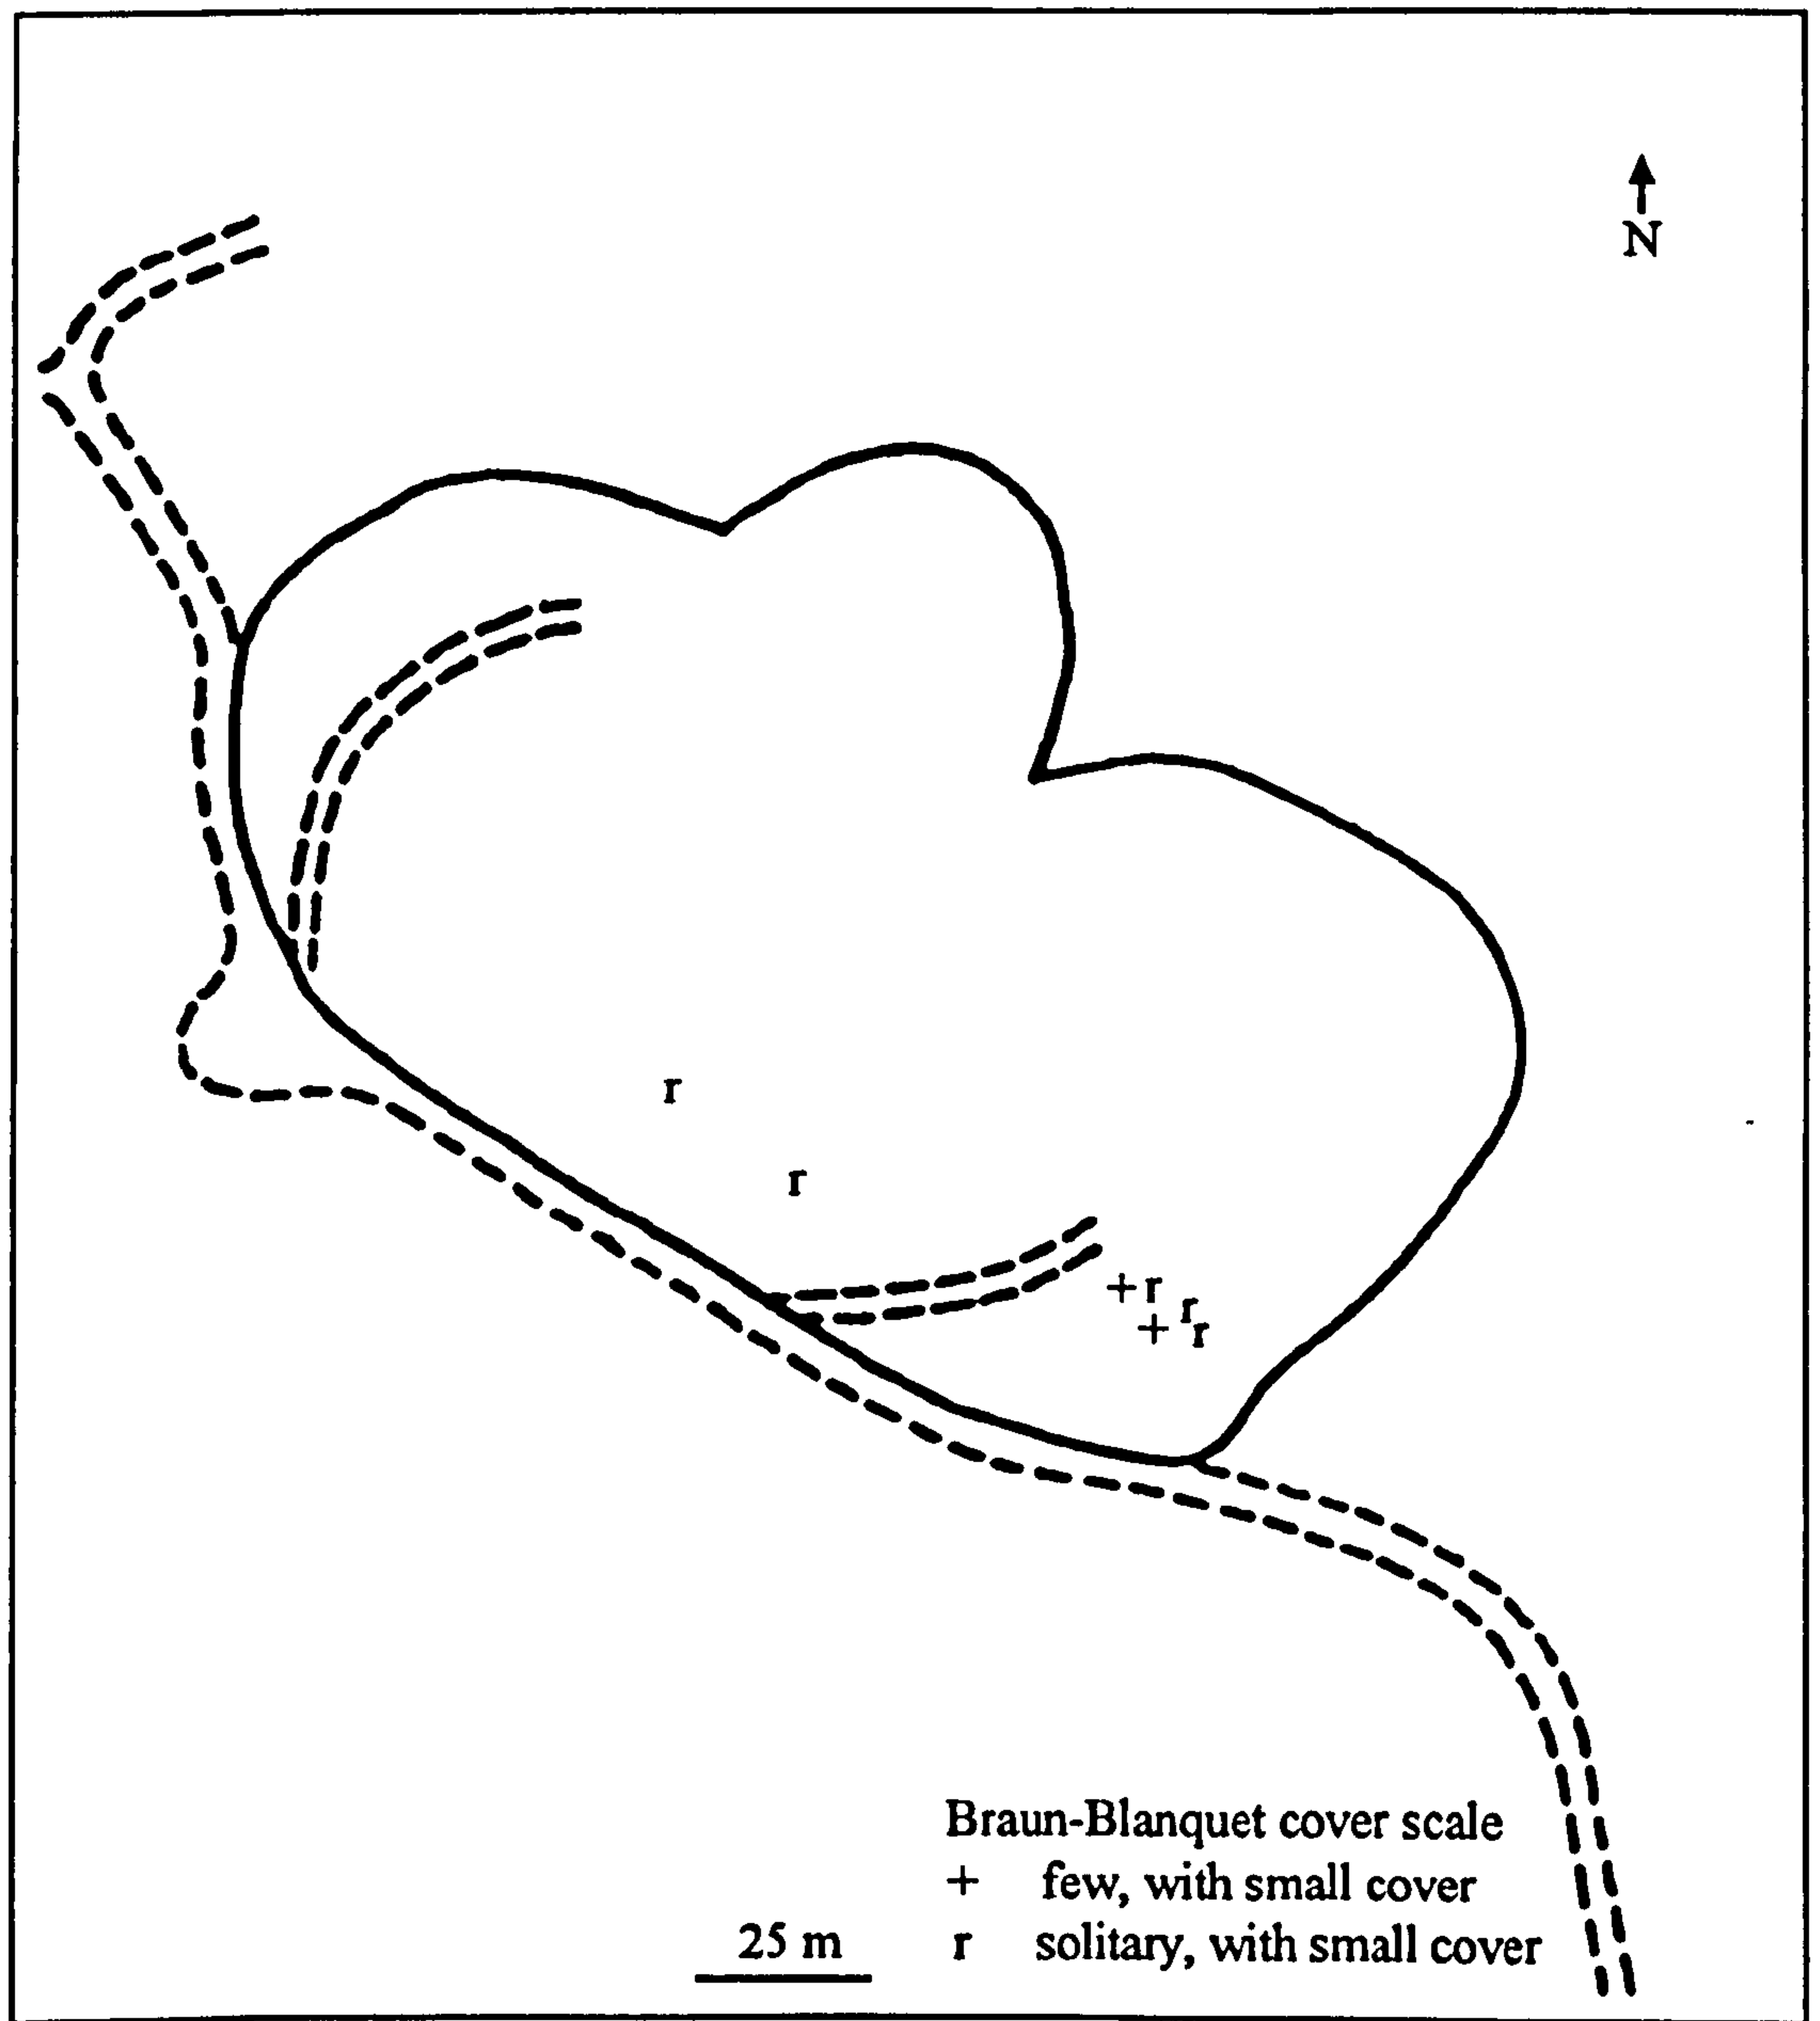 N
r
r
+r
r
+ r
Braun-Blanquet cover scale
+ few, with small cover
25 m r solitary, with small cover